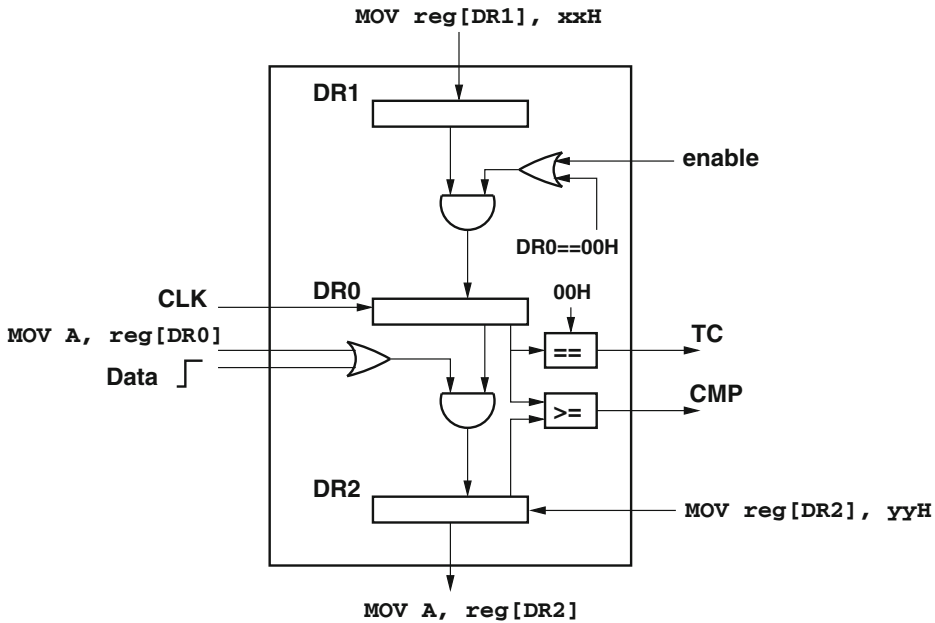 MOV reg[DR1], xxH
DR1
enable
DR0==00H
DR0
00H
CLK
MOV A, reg[DR0]
==
TC
Data
>=
CMP
DR2
MOV reg[DR2], yyH
MOV A, reg[DR2]